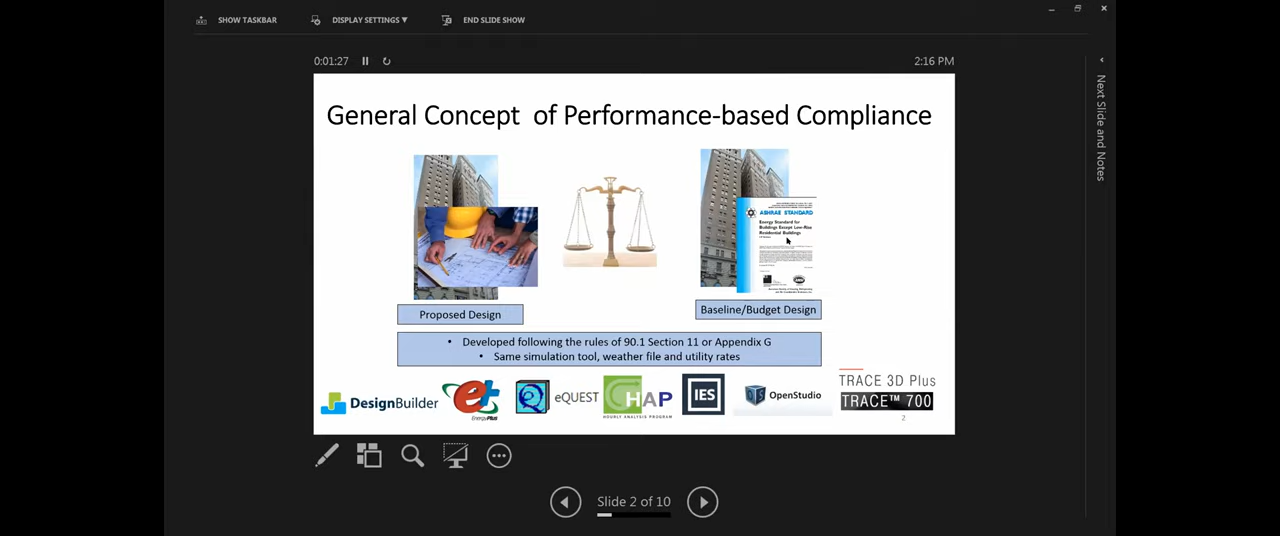 SHOW TASKBAR
DISPLAY SETTINGS ▼
END SLIDE SHOW
0:01:27
2:16 PM
Next Slide and Notes
General Concept of Performance-based Compliance
ASHRAE STANDARD
Energy Standard for
Buildings Except Low-Rise
Residential Buildings
Proposed Design
Baseline/Budget Design
• Developed following the rules of 90.1 Section 11 or Appendix G
• Same simulation tool, weather file and utility rates
DesignBuilder
et
EnergyPlus
eQUEST
CHAP
HOURLY ANALYSIS PROGRAM
IES
OpenStudio
TRACE 3D Plus
TRACE™ 700
2
Slide 2 of 10